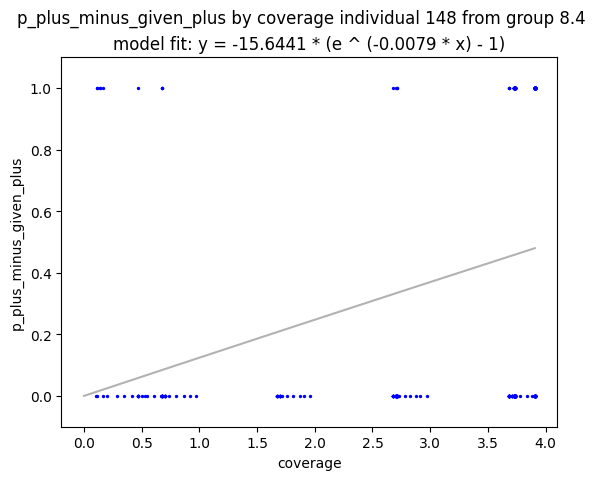 p_plus_minus_given_plus by coverage individual 148 from group 8.4
model fit: y = -15.6441 * (e ^ (-0.0079 * x) - 1)
p_plus_minus_given_plus
1.0
0.8
0.6
0.4
0.2
0.0
0.0 0.5 1.0 1.5 2.0 2.5 3.0 3.5 4.0
coverage